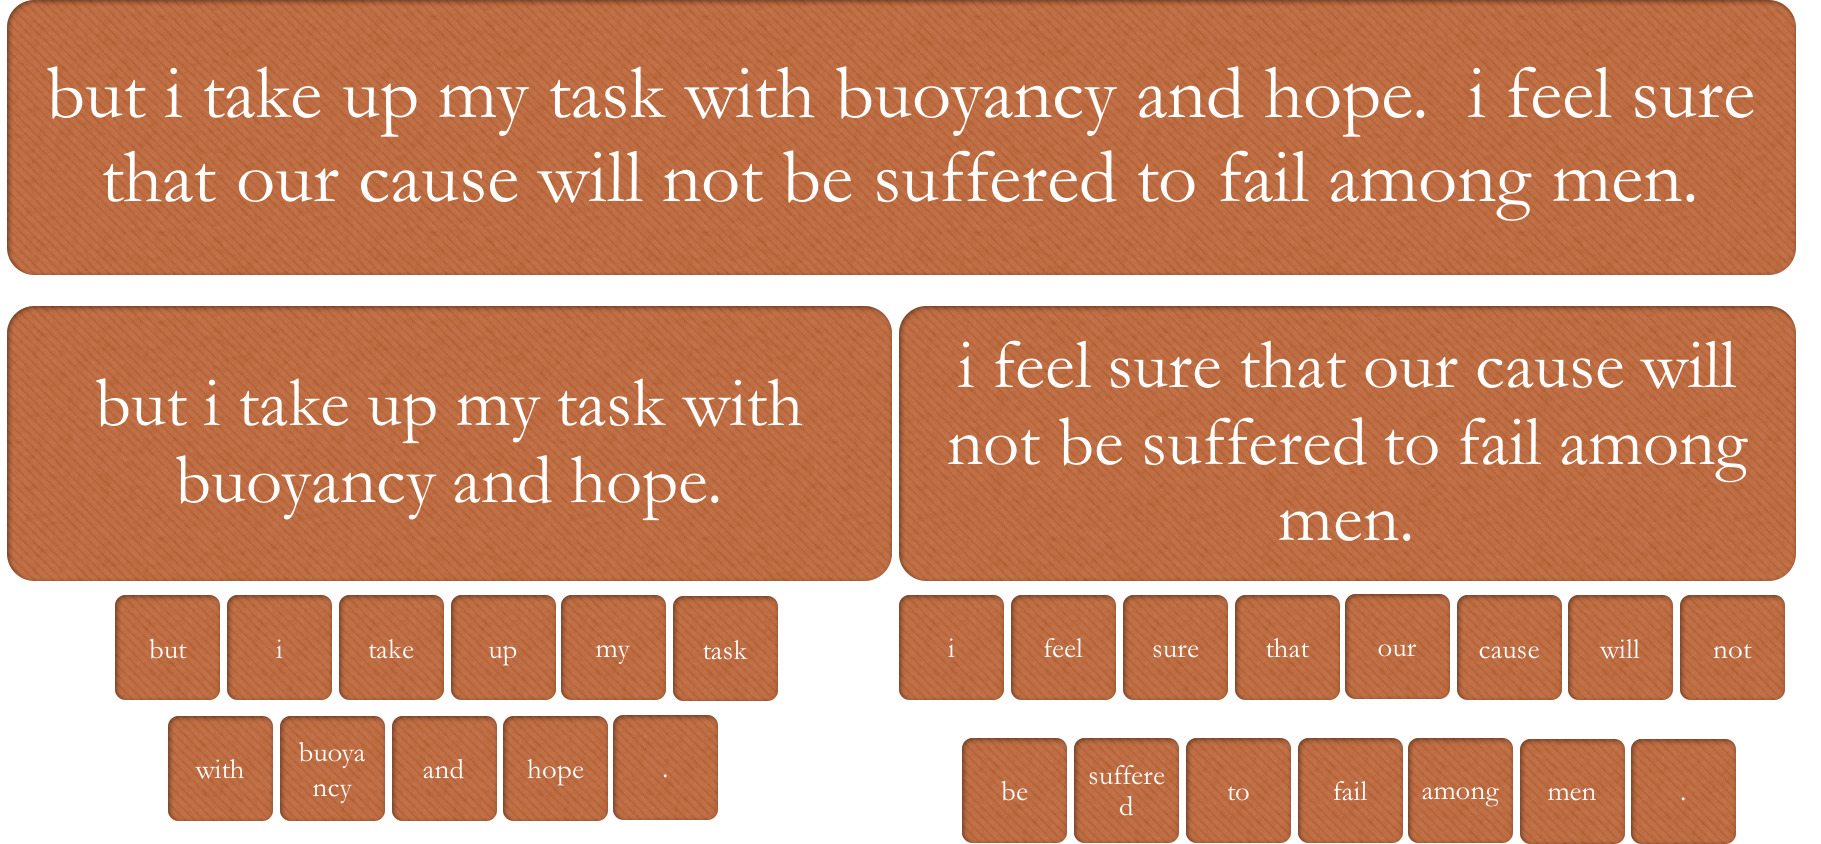 but i take up my task with buoyancy and hope.  i feel sure
that our cause will not be suffered to fail among men.
but i take up my task with
buoyancy and hope.
i feel sure that our cause will
not be suffered to fail among
men.
but i take up my task
with buoya
ncy and hope .
i feel sure that our cause will not
be suffere
d to fail among men .